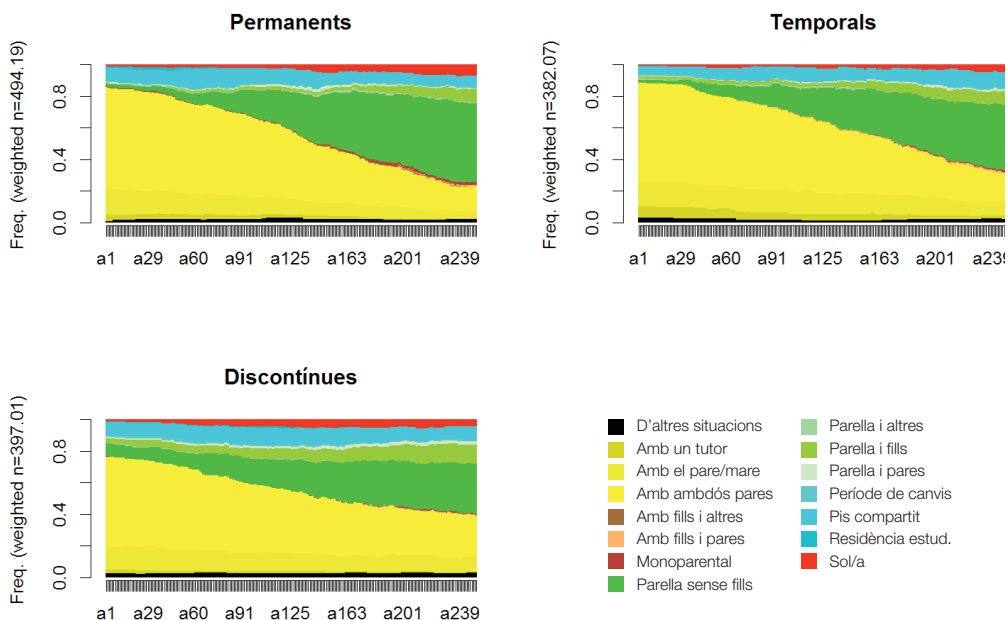 Permanents
Freq. (weighted n=494.19)
0.0 0.4 0.8
a1 a29 a60 a91 a125 a163 a201 a239
Temporals
Freq. (weighted n=382.07)
0.0 0.4 0.8
a1 a29 a60 a91 a125 a163 a201 a239
Discontínues
Freq. (weighted n=397.01)
0.0 0.4 0.8
a1 a29 a60 a91 a125 a163 a201 a239
D'altres situacions
Amb un tutor
Amb el pare/mare
Amb ambdós pares
Amb fills i altres
Amb fills i pares
Monoparental
Parella sense fills
Parella i altres
Parella i fills
Parella i pares
Període de canvis
Pis compartit
Residència estud.
Sol/a